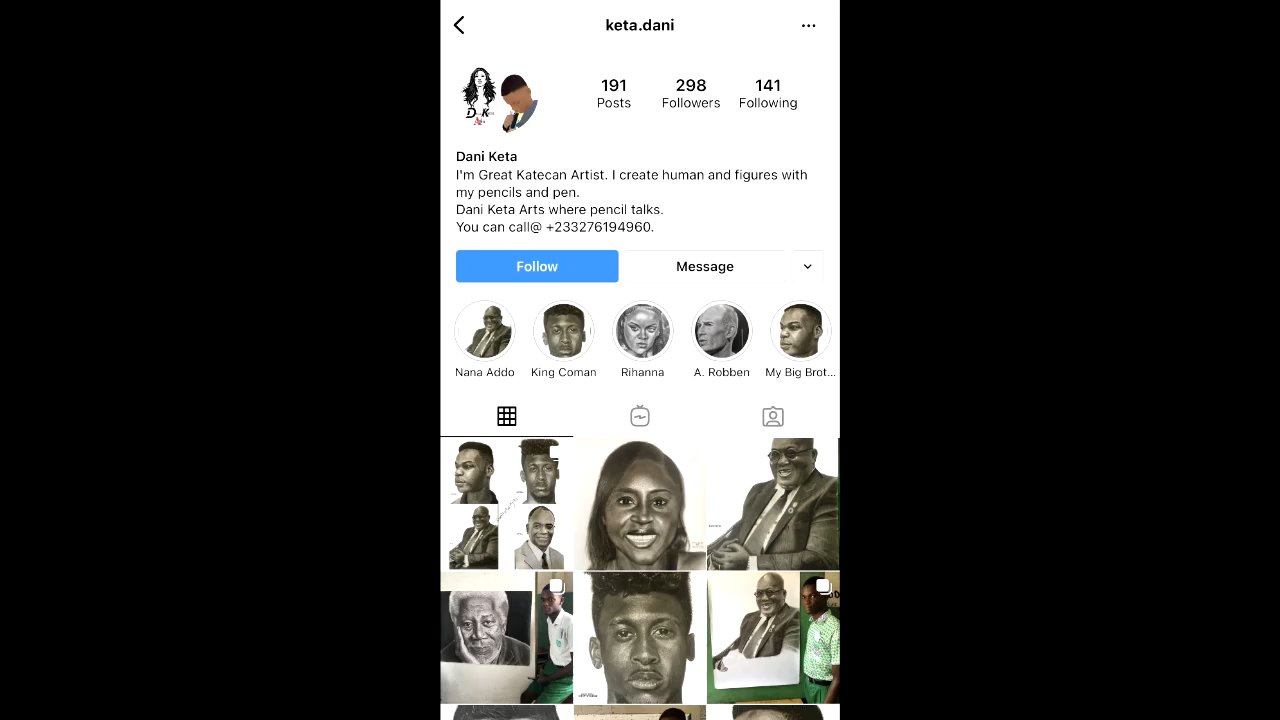 keta.dani
191
298
141
Posts
Followers
Following
Dani Keta
I'm Great Katecan Artist. I create human and figures with
my pencils and pen.
Dani Keta Arts where pencil talks.
You can call@ +233276194960.
Follow
Message
Nana Addo
King Coman
Rihanna
A. Robben
My Big Brot...